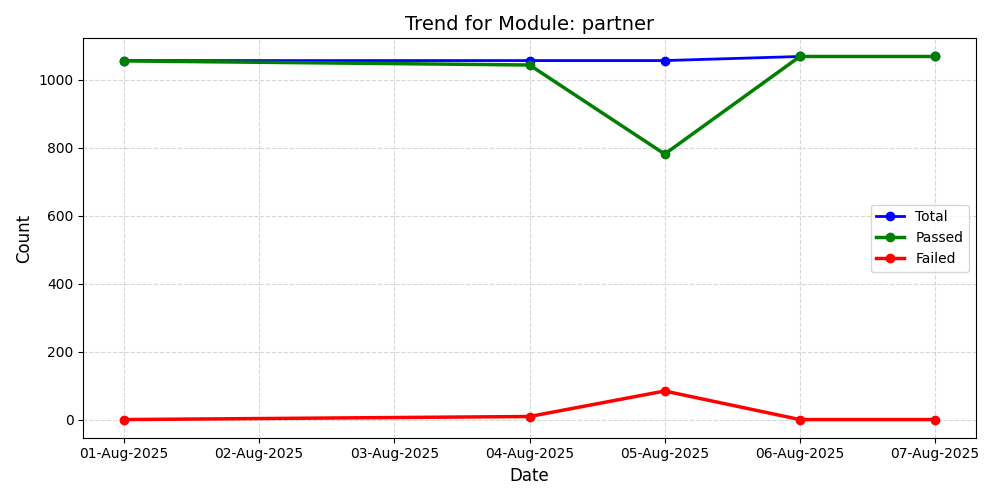 Trend for Module: partner
Count
1000
800
600
400
200
0
Total
Passed
Failed
01-Aug-2025 02-Aug-2025 03-Aug-2025 04-Aug-2025 05-Aug-2025 06-Aug-2025 07-Aug-2025
Date